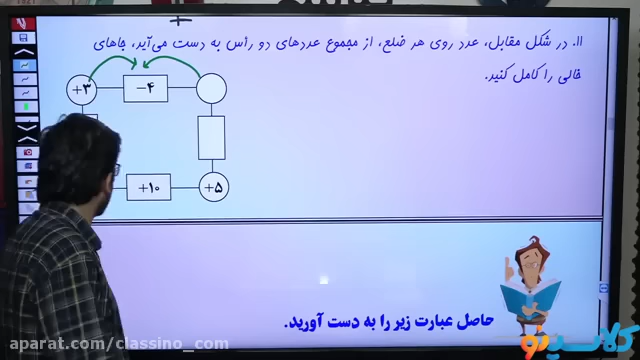 ۱۱. در شکل مقابل، عدد روی هر ضلع، از مجموع عددهای دو رأس به دست می‌آید، جاهای
خالی را کامل کنید.
+۳
-۴
+۱۰
+۵
حاصل عبارت زیر را به دست آورید.
کلاسینو
aparat.com/classino_com